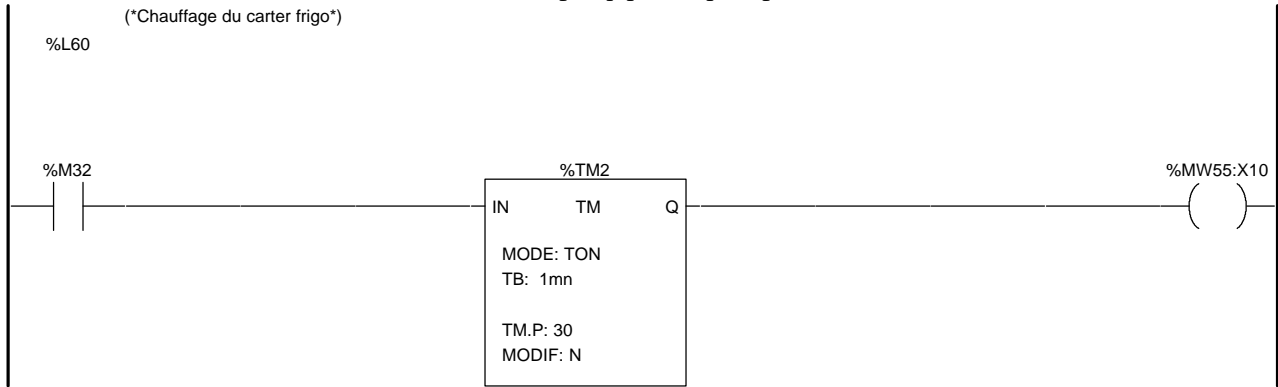 (*Chauffage du carter frigo*)
%L60
%M32
%TM2
%MW55:X10
IN TM Q
MODE: TON
TB: 1mn
TM.P: 30
MODIF: N